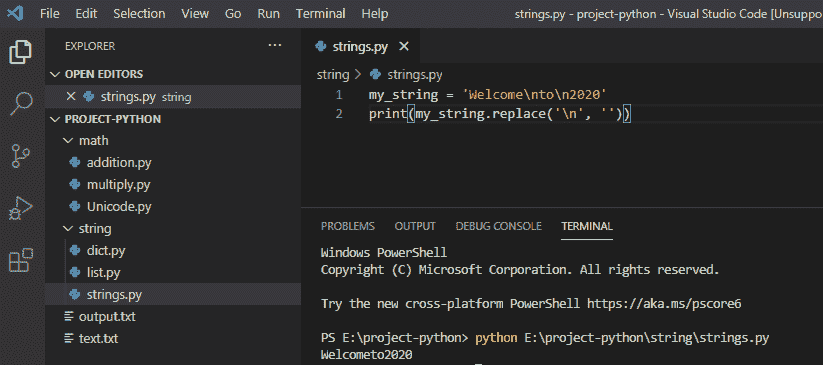 File Edit Selection View Go Run Terminal Help strings.py - project-python - Visual Studio Code [Unsuppo
EXPLORER ···
OPEN EDITORS
strings.py string
PROJECT-PYTHON
math
addition.py
multiply.py
Unicode.py
string
dict.py
list.py
strings.py
output.txt
text.txt
strings.py
string > strings.py
1 my_string = 'Welcome\nto\n2020'
2 print(my_string.replace('\n', ''))
PROBLEMS OUTPUT DEBUG CONSOLE TERMINAL
Windows PowerShell
Copyright (C) Microsoft Corporation. All rights reserved.
Try the new cross-platform PowerShell https://aka.ms/pscore6
PS E:\project-python> python E:\project-python\string\strings.py
Welcometo2020